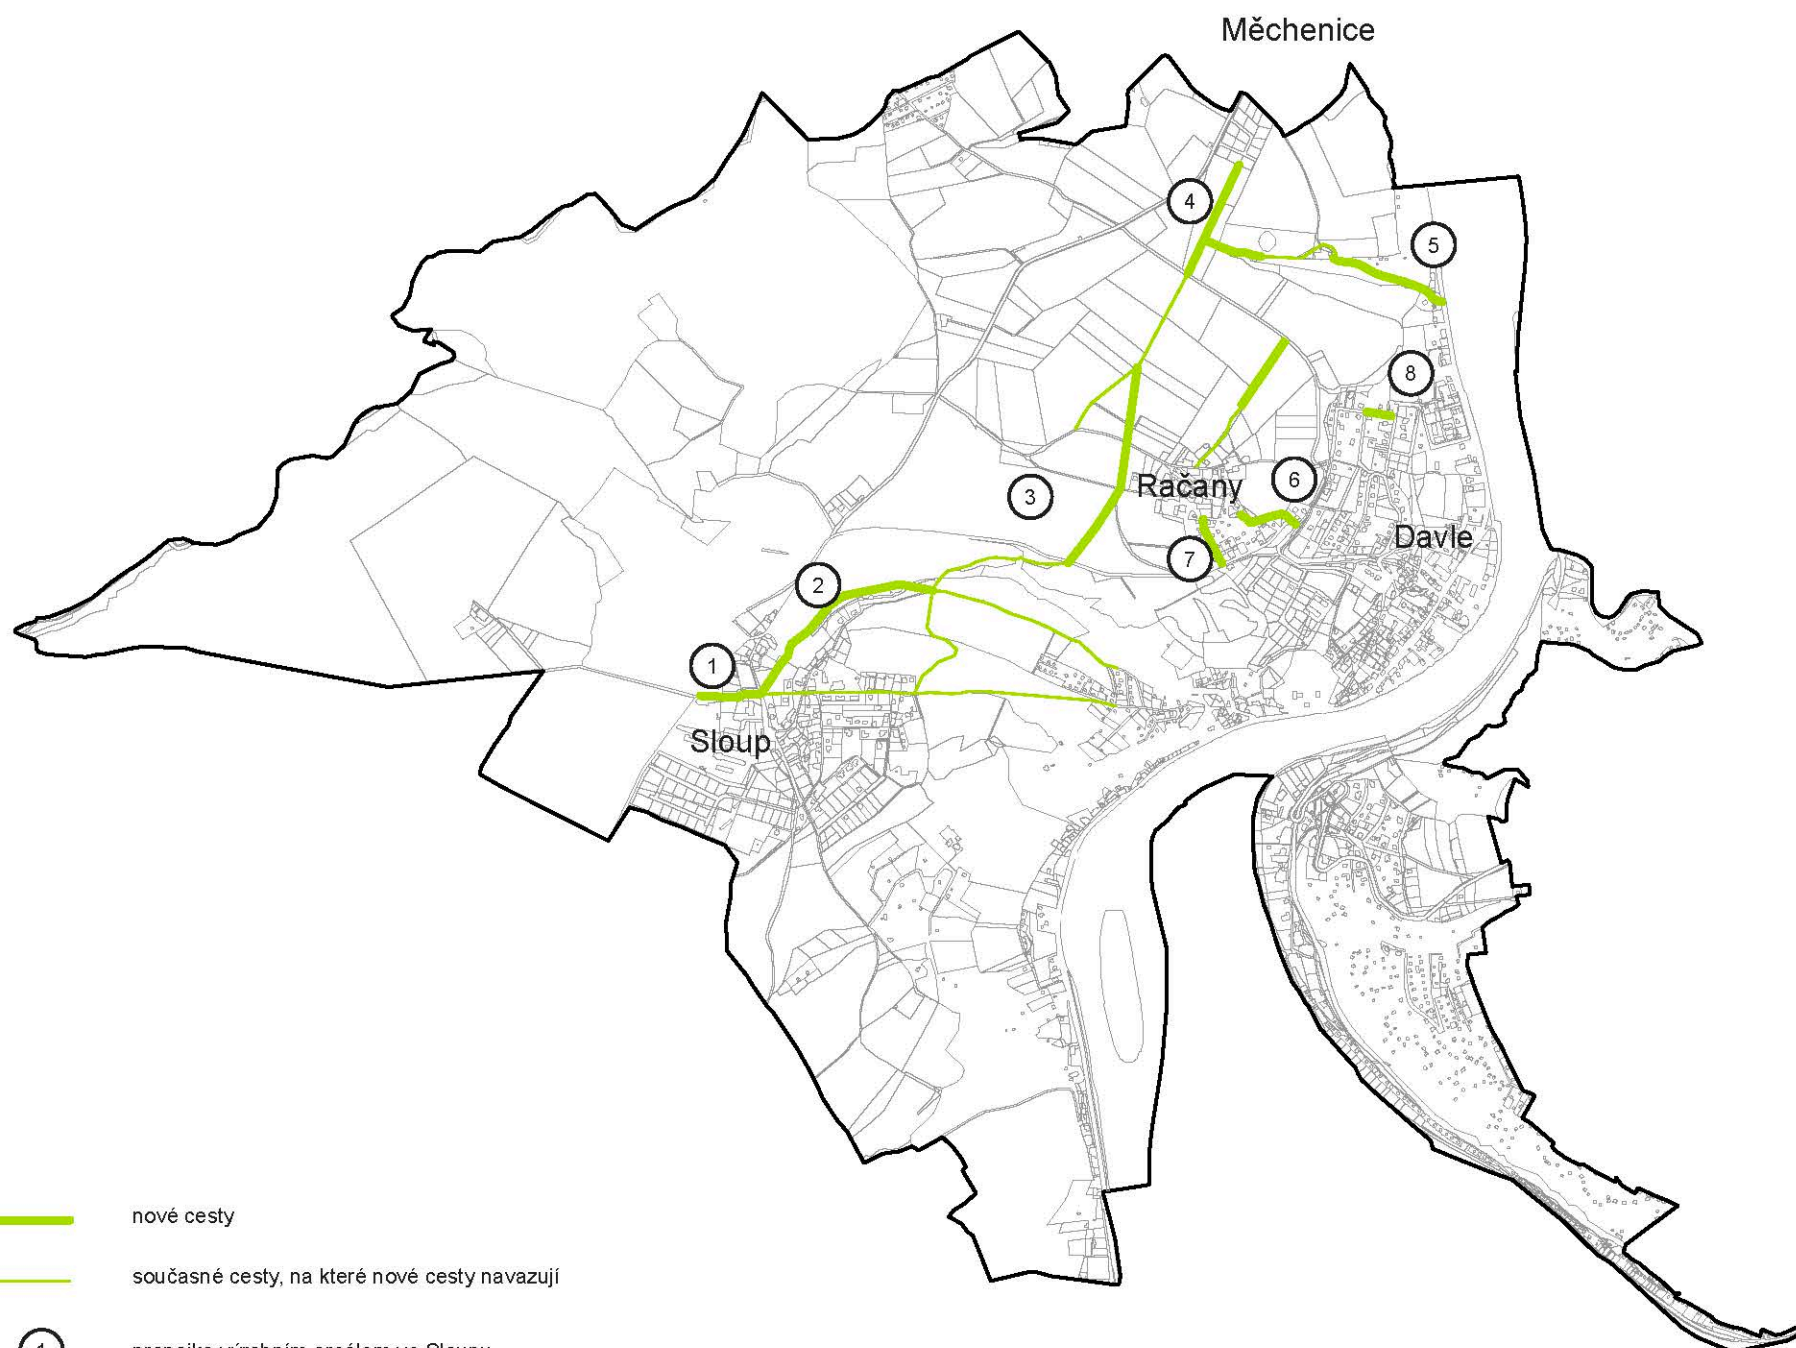 Měchenice
4
5
8
3
Račany
6
Davle
7
2
1
Sloup
nové cesty
současné cesty, na které nové cesty navazují
1